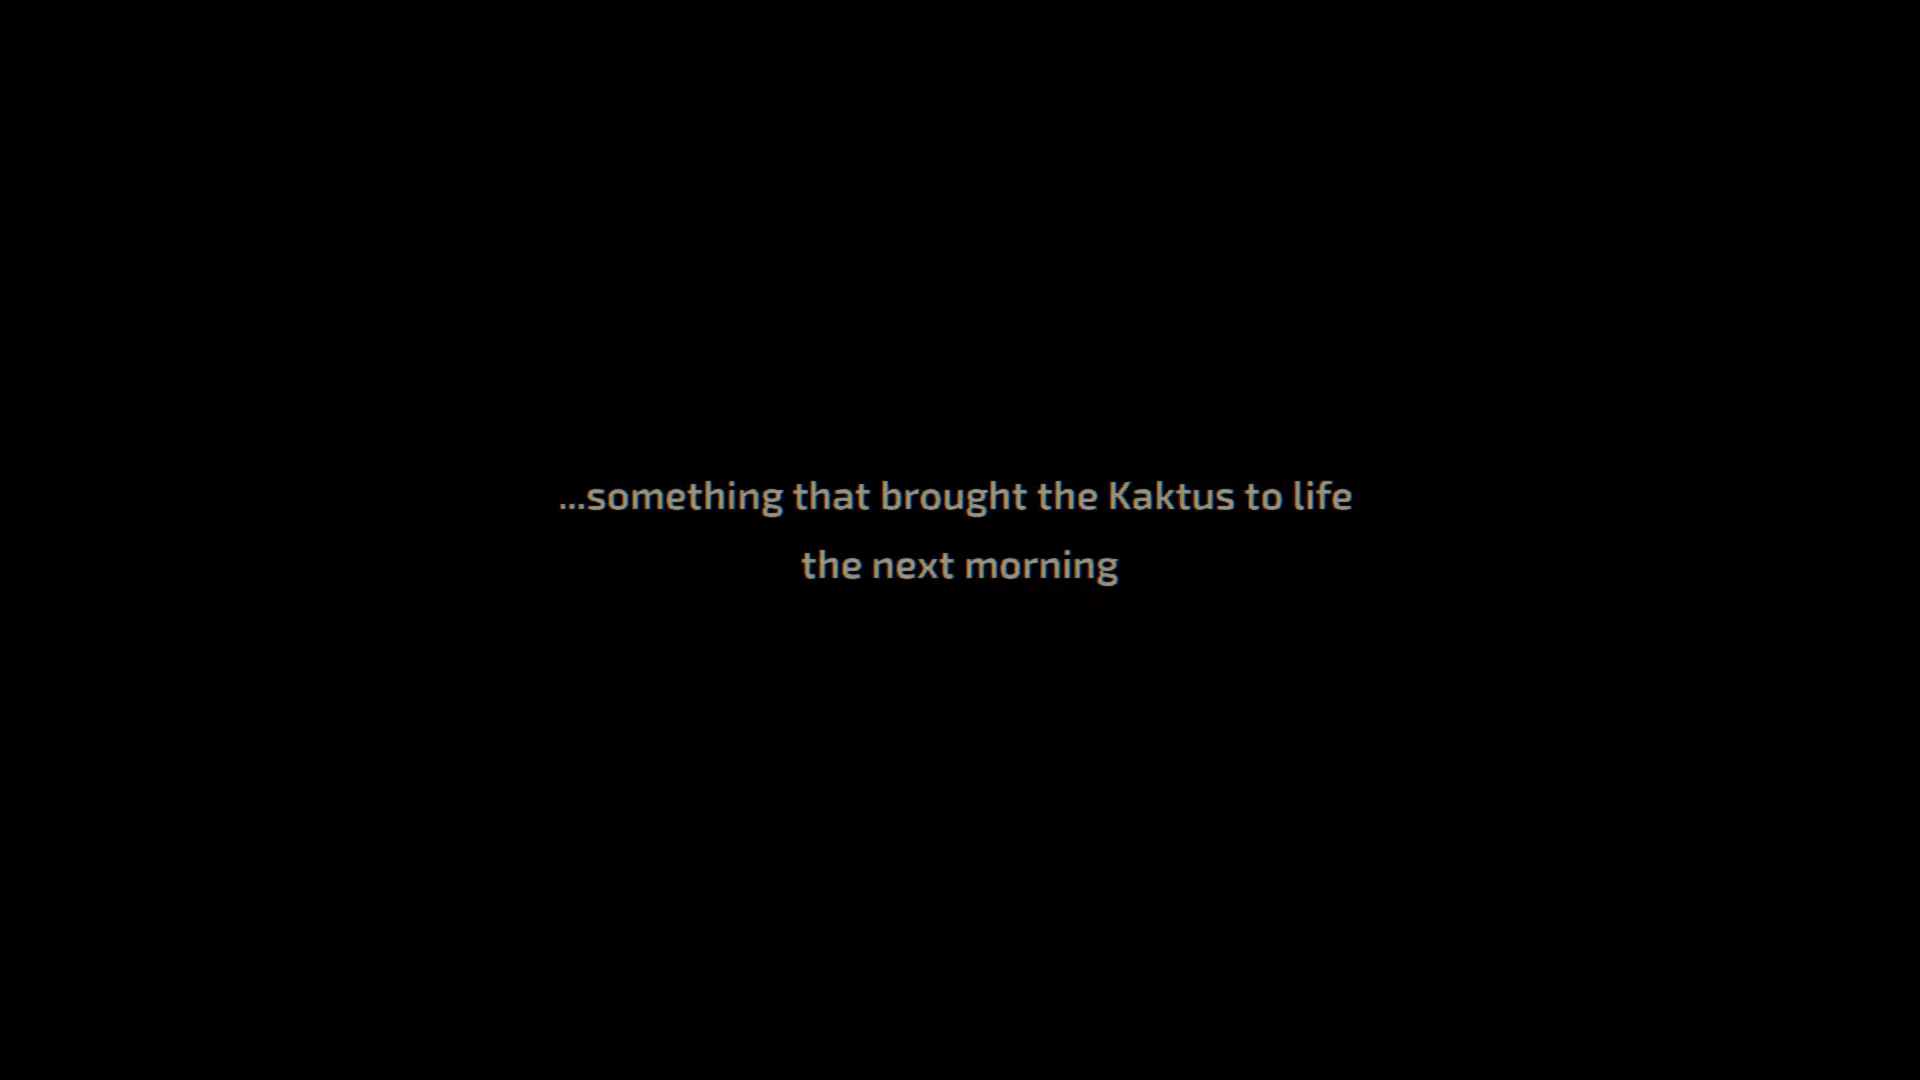 ...something that brought the Kaktus to life
the next morning